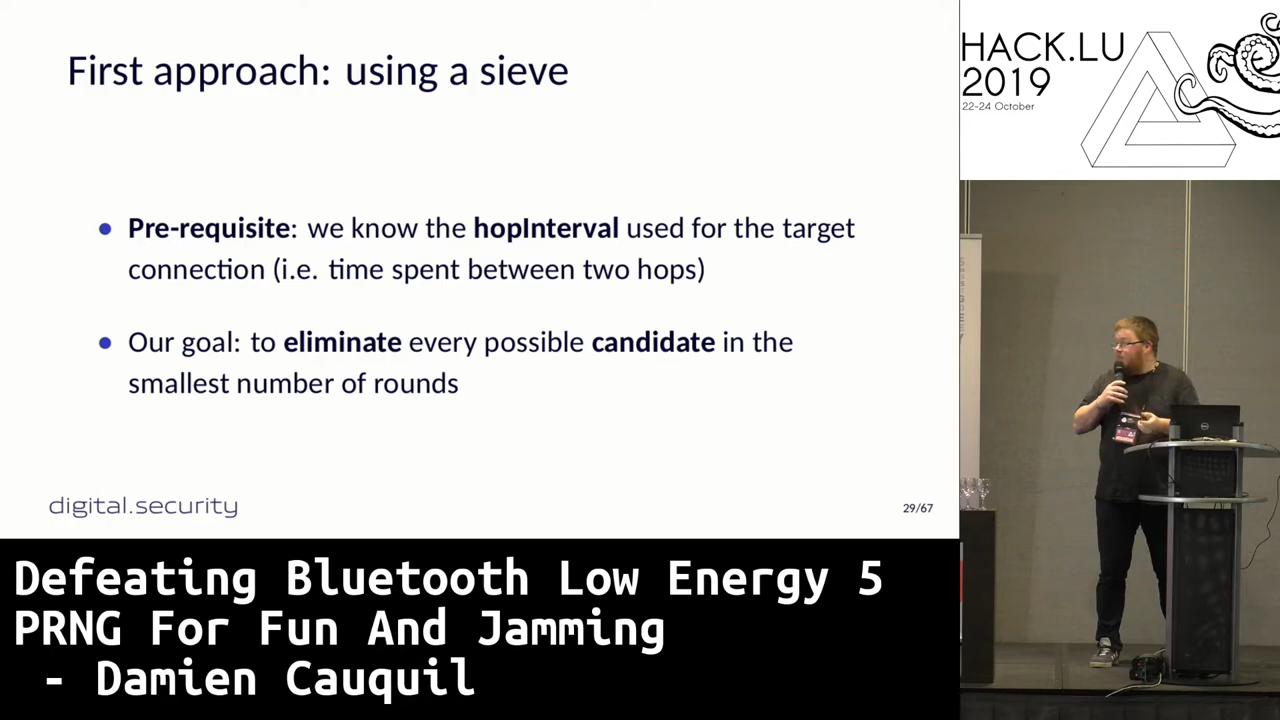 First approach: using a sieve
● Pre-requisite: we know the hopInterval used for the target
connection (i.e. time spent between two hops)
● Our goal: to eliminate every possible candidate in the
smallest number of rounds
digital.security
29/67
HACK.LU
2019
22-24 October
Defeating Bluetooth Low Energy 5
PRNG For Fun And Jamming
- Damien Cauquil